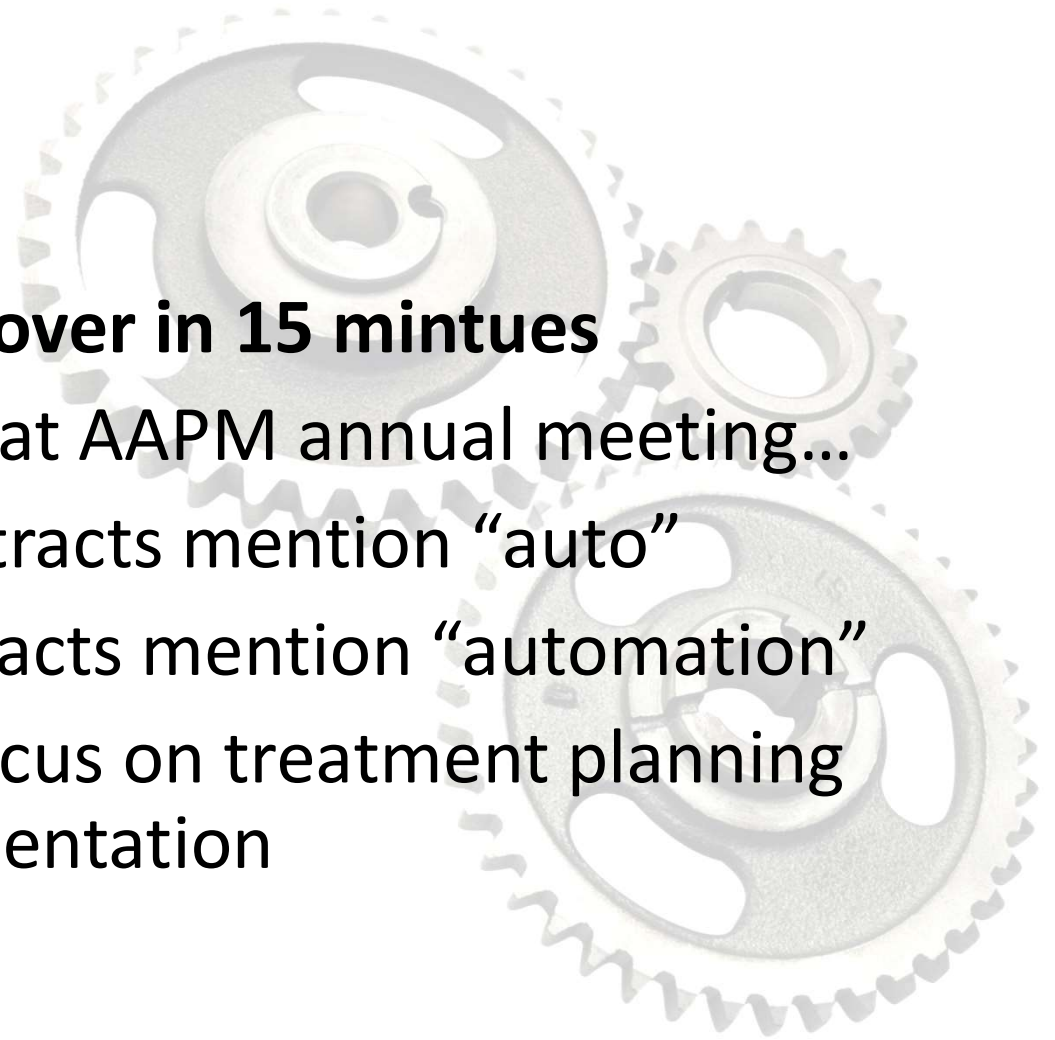 over in 15 mintues
at AAPM annual meeting...
tracts mention “auto”
acts mention “automation”
cus on treatment planning
entation